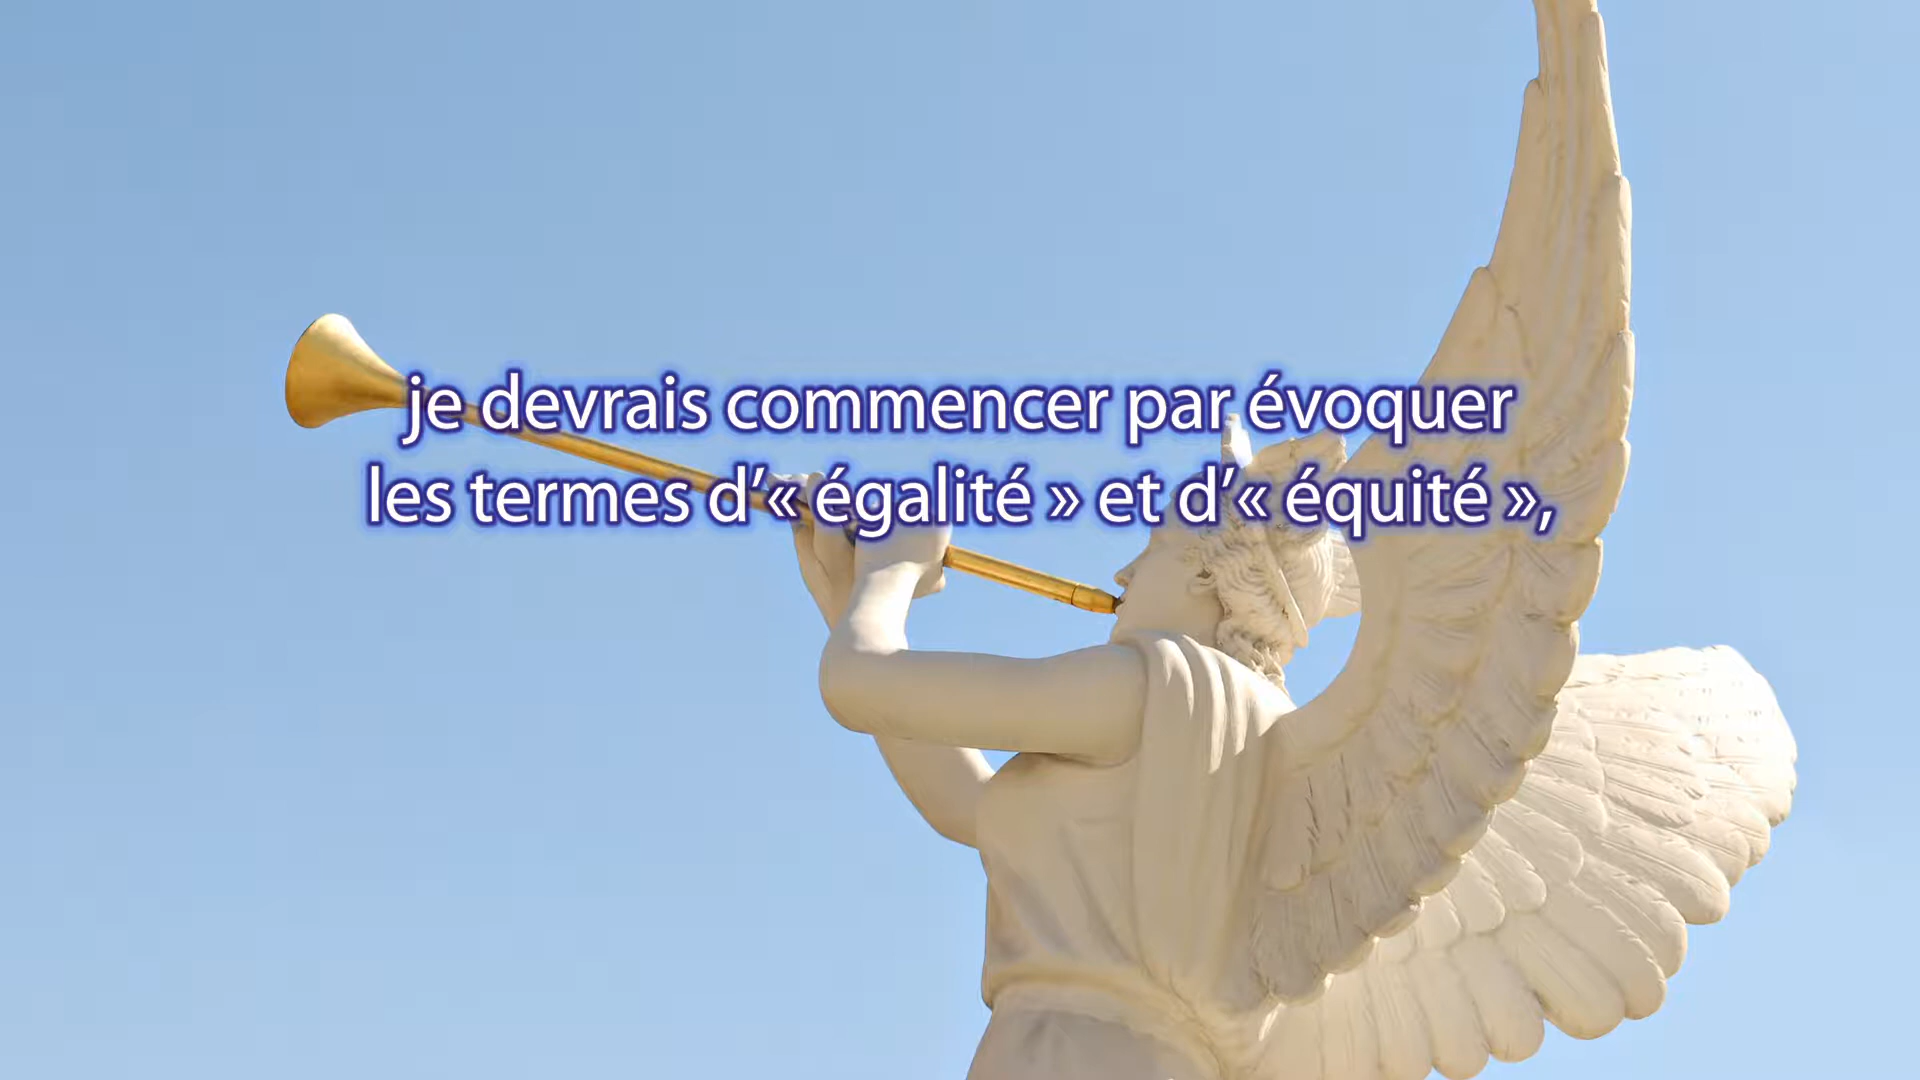 je devrais commencer par évoquer
les termes d’« égalité » et d’« équité »,